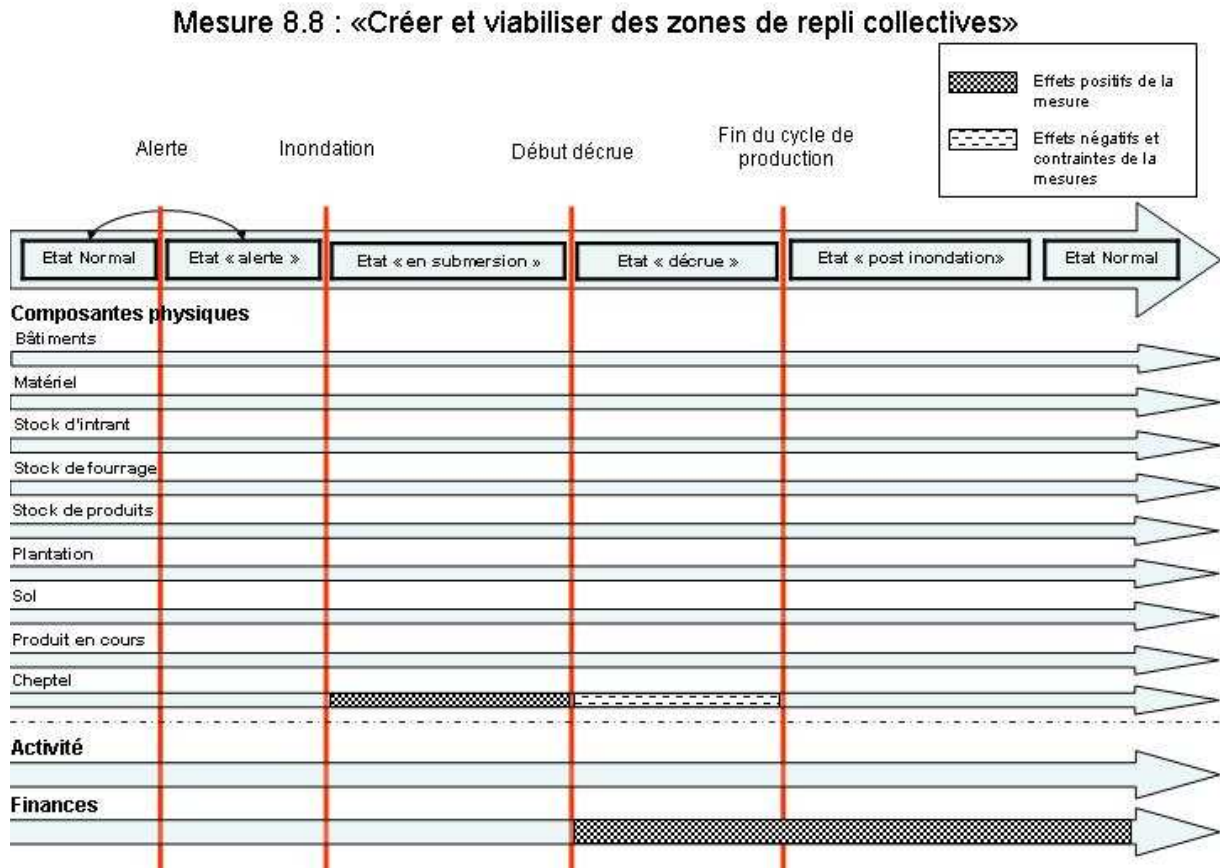 Mesure 8.8 : «Créer et viabiliser des zones de repli collectives»
Effets positifs de la
mesure
Effets négatifs et
contraintes de la
mesures
Alerte
Inondation
Début décrue
Fin du cycle de
production
Etat Normal
Etat « alerte »
Etat « en submersion »
Etat « décrue »
Etat « post inondation»
Etat Normal
Composantes physiques
Bâtiments
Matériel
Stock d'intrant
Stock de fourrage
Stock de produits
Plantation
Sol
Produit en cours
Cheptel
Activité
Finances